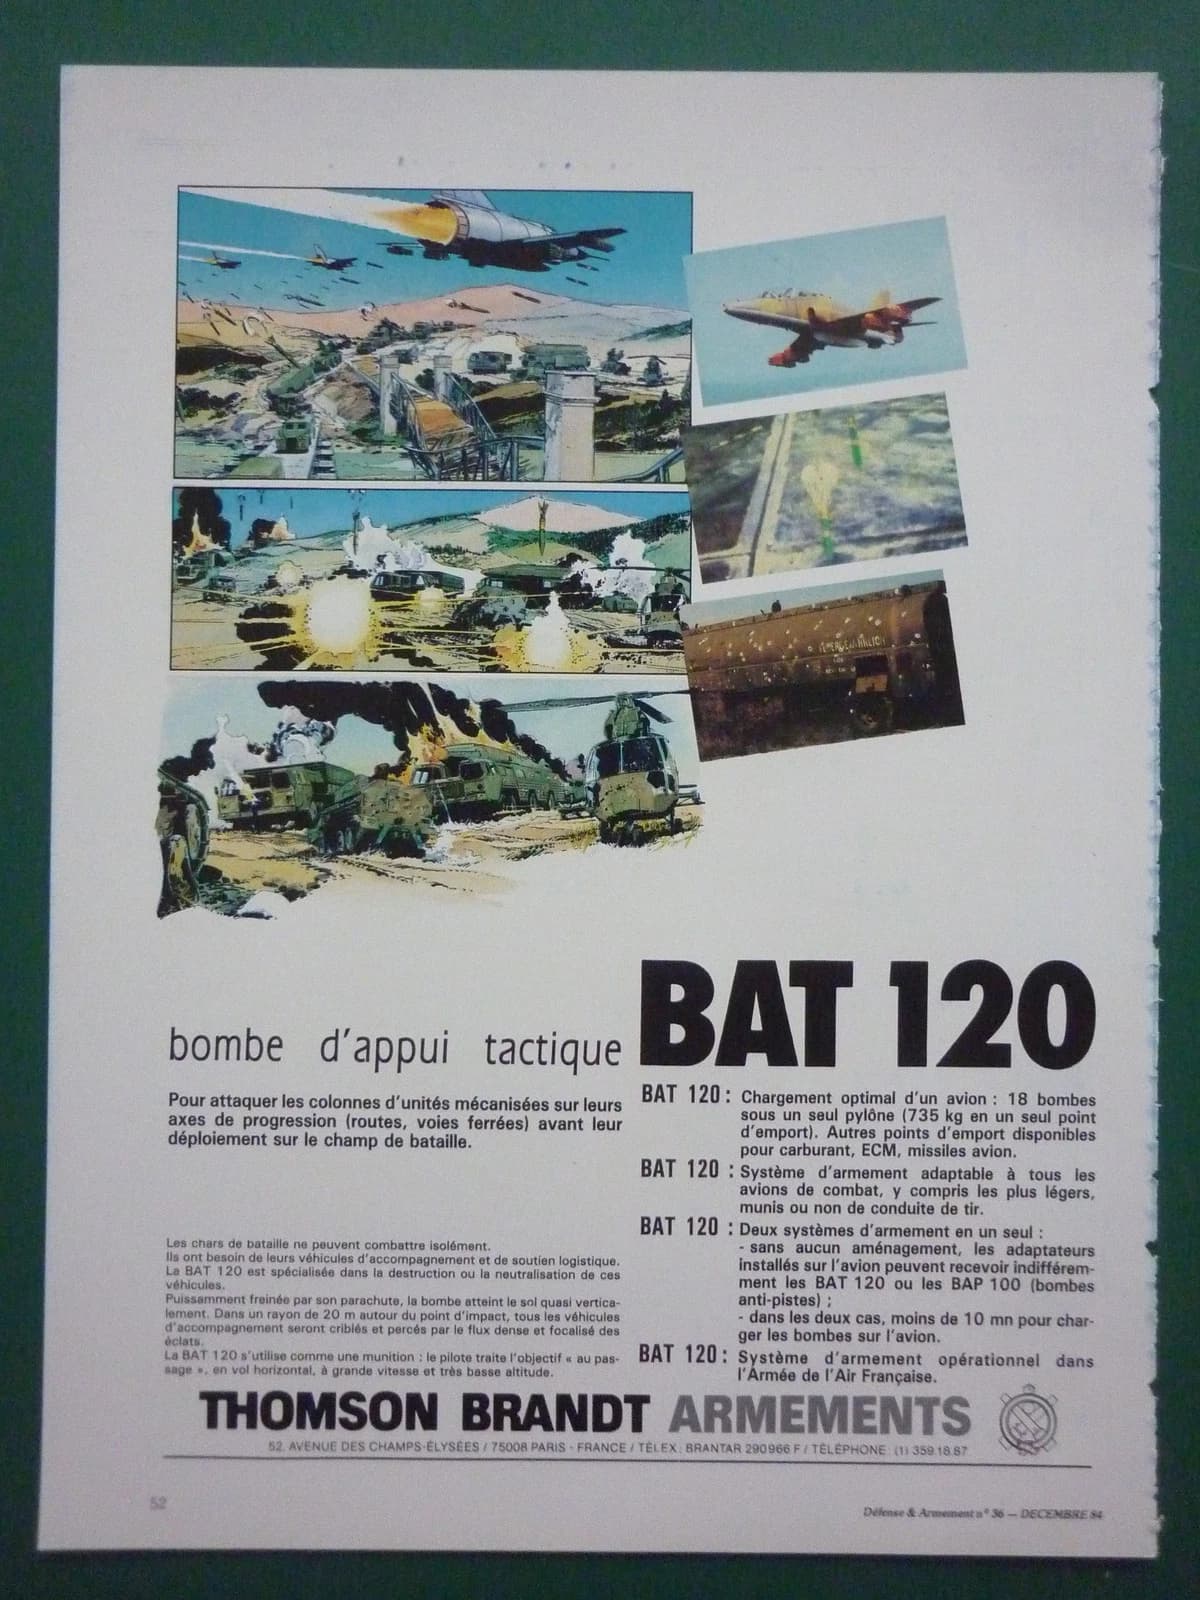 bombe d'appui tactique
BAT 120
Pour attaquer les colonnes d'unités mécanisées sur leurs
axes de progression (routes, voies ferrées) avant leur
déploiement sur le champ de bataille.
Les chars de bataille ne peuvent combattre isolément.
Ils ont besoin de leurs véhicules d'accompagnement et de soutien logistique.
La BAT 120 est spécialisée dans la destruction ou la neutralisation de ces
véhicules.
Puissamment freinée par son parachute, la bombe atteint le sol quasi vertica-
lement. Dans un rayon de 20 m autour du point d'impact, tous les véhicules
d'accompagnement seront criblés et percés par le flux dense et focalisé des
éclats.
La BAT 120 s'utilise comme une munition : le pilote traite l'objectif « au pas-
sage », en vol horizontal, à grande vitesse et très basse altitude.
BAT 120 : Chargement optimal d'un avion : 18 bombes
sous un seul pylône (735 kg en un seul point
d'emport). Autres points d'emport disponibles
pour carburant, ECM, missiles avion.
BAT 120 : Système d'armement adaptable à tous les
avions de combat, y compris les plus légers,
munis ou non de conduite de tir.
BAT 120 : Deux systèmes d'armement en un seul :
- sans aucun aménagement, les adaptateurs
installés sur l'avion peuvent recevoir indifférem-
ment les BAT 120 ou les BAP 100 (bombes
anti-pistes) ;
- dans les deux cas, moins de 10 mn pour char-
ger les bombes sur l'avion.
BAT 120 : Système d'armement opérationnel dans
l'Armée de l'Air Française.
THOMSON BRANDT ARMEMENTS
52, AVENUE DES CHAMPS-ÉLYSÉES / 75008 PARIS - FRANCE / TÉLEX : BRANTAR 290966 F / TÉLÉPHONE : (1) 359.18.87
52
Défense & Armement n° 36 — DECEMBRE 84